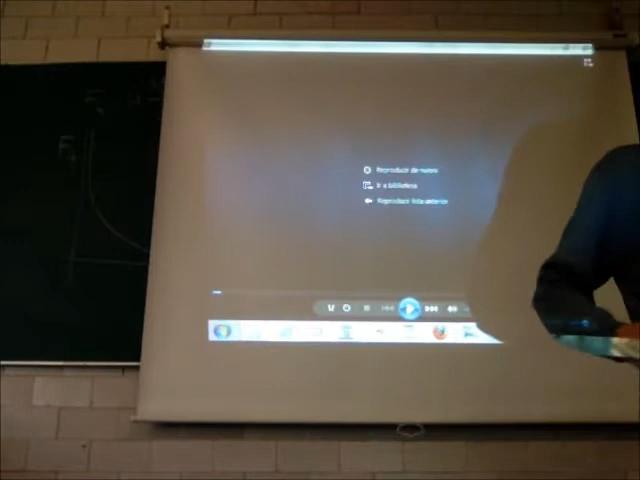 Reproducir de nuevo
Ir a biblioteca
Reproducir lista anterior